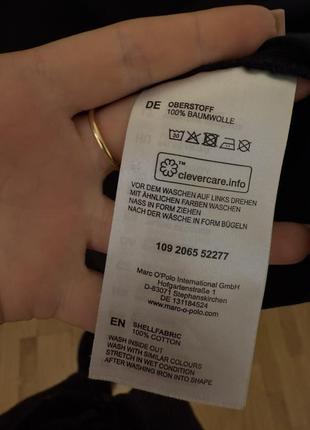 DE OBERSTOFF
100% BAUMWOLLE
30
™
clevercare.info
VOR DEM WASCHEN AUF LINKS DREHEN
MIT ÄHNLICHEN FARBEN WASCHEN
NASS IN FORM ZIEHEN
NACH DER WÄSCHE IN FORM BÜGELN
109 2065 52277
Marc O'Polo International GmbH
Hofgartenstraße 1
D-83071 Stephanskirchen
DE 131184524
www.marc-o-polo.com
EN SHELLFABRIC
100% COTTON
WASH INSIDE OUT
WASH WITH SIMILAR COLOURS
STRETCH IN WET CONDITION
AFTER WASHING IRON INTO SHAPE